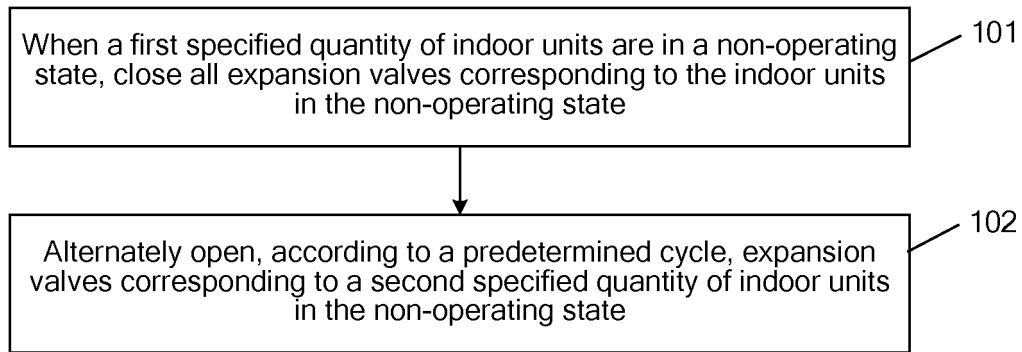 When a first specified quantity of indoor units are in a non-operating
state, close all expansion valves corresponding to the indoor units
in the non-operating state
101
Alternately open, according to a predetermined cycle, expansion
valves corresponding to a second specified quantity of indoor units
in the non-operating state
102